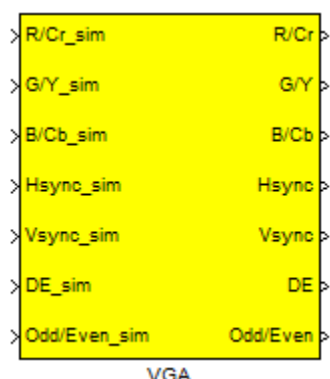 R/Cr_sim R/Cr
G/Y_sim G/Y
B/Cb_sim B/Cb
Hsync_sim Hsync
Vsync_sim Vsync
DE_sim DE
Odd/Even_sim Odd/Even
VGA